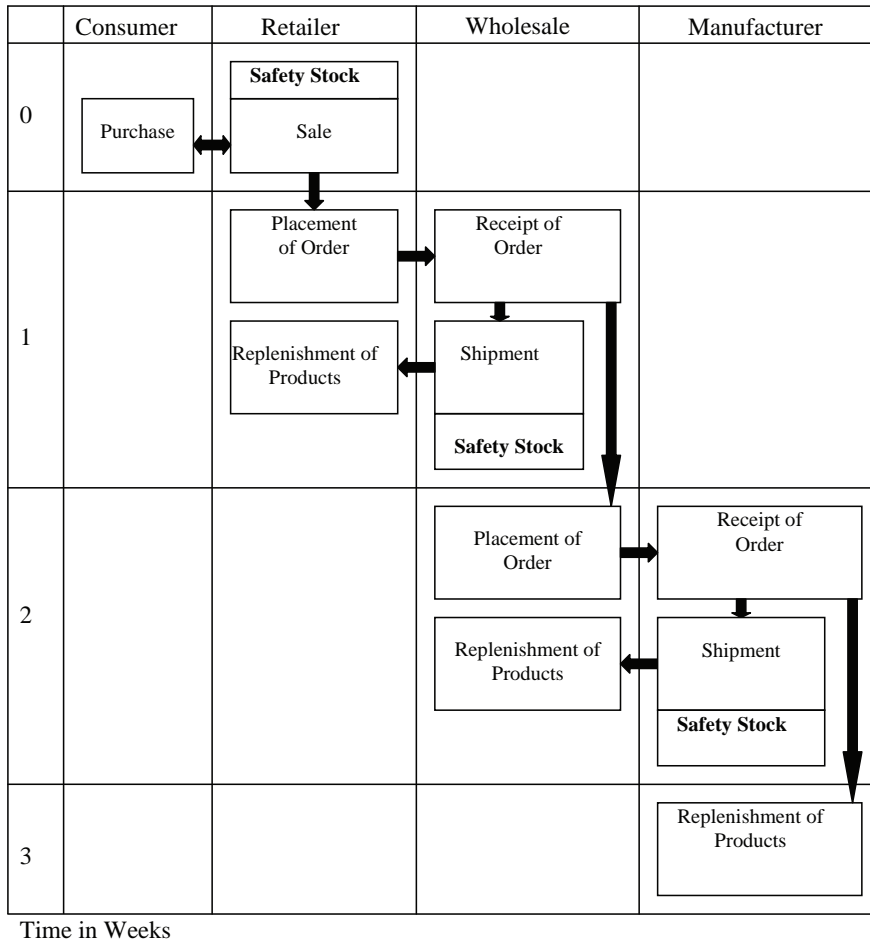 Consumer Retailer Wholesale Manufacturer
0
Safety Stock
Purchase
Sale
1
Placement
of Order
Receipt of
Order
Replenishment of
Products
Shipment
Safety Stock
2
Placement of
Order
Receipt of
Order
Replenishment of
Products
Shipment
Safety Stock
3
Replenishment of
Products
Time in Weeks